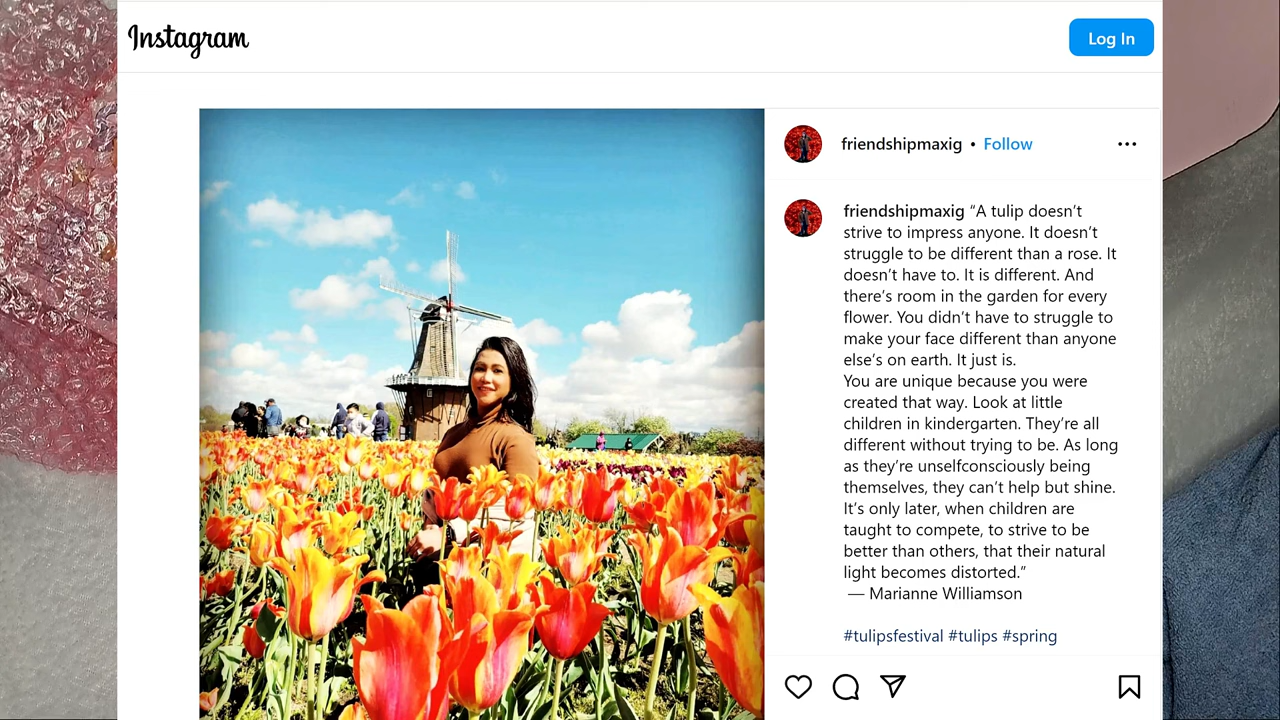 Instagram
Log In
friendshipmaxig • Follow
friendshipmaxig “A tulip doesn’t
strive to impress anyone. It doesn’t
struggle to be different than a rose. It
doesn’t have to. It is different. And
there’s room in the garden for every
flower. You didn’t have to struggle to
make your face different than anyone
else’s on earth. It just is.
You are unique because you were
created that way. Look at little
children in kindergarten. They’re all
different without trying to be. As long
as they’re unselfconsciously being
themselves, they can’t help but shine.
It’s only later, when children are
taught to compete, to strive to be
better than others, that their natural
light becomes distorted.”
— Marianne Williamson
#tulipsfestival #tulips #spring